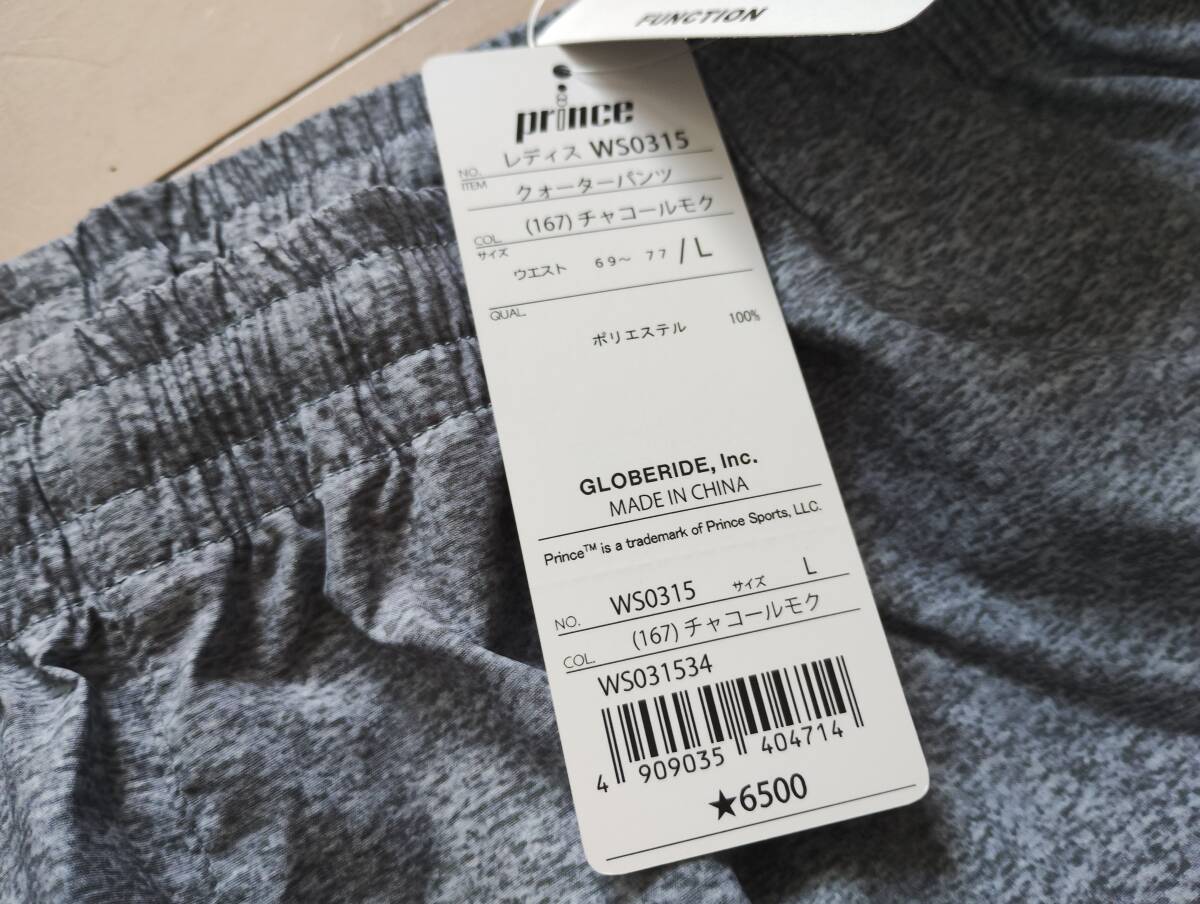 FUNCTION
prince
NO. レディス WS0315
ITEM クォーターパンツ
COL. (167) チャコールモク
サイズ ウエスト 69～ 77 / L
QUAL.
ポリエステル 100%
GLOBERIDE, Inc.
MADE IN CHINA
Prince™ is a trademark of Prince Sports, LLC.
NO. WS0315 サイズ L
COL. (167) チャコールモク
WS031534
4 909035 404714
★6500